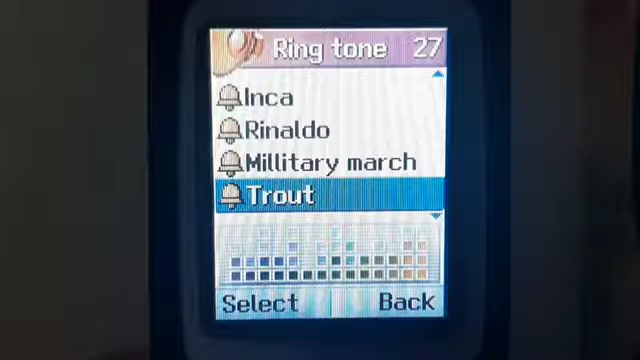 Ring tone 27
Inca
Rinaldo
Millitary march
Trout
Select Back